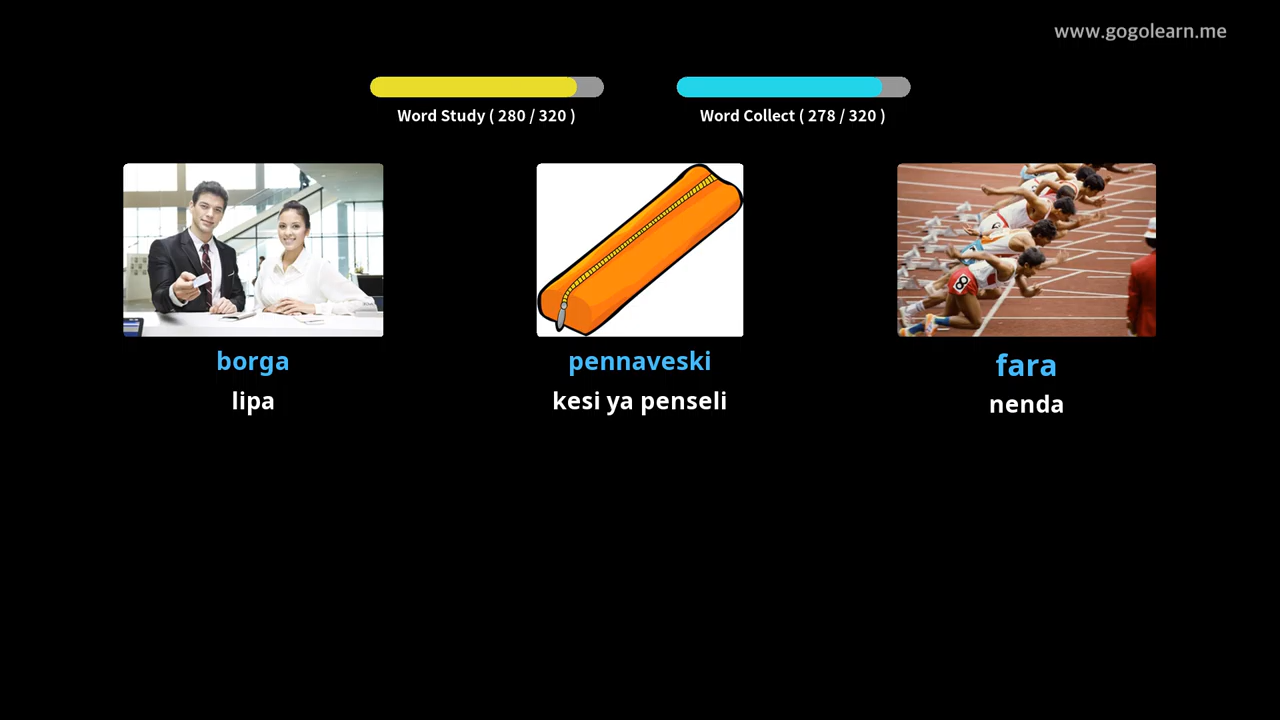 www.gogolearn.me
Word Study ( 280 / 320 )
Word Collect ( 278 / 320 )
borga
pennaveski
fara
lipa
kesi ya penseli
nenda
8